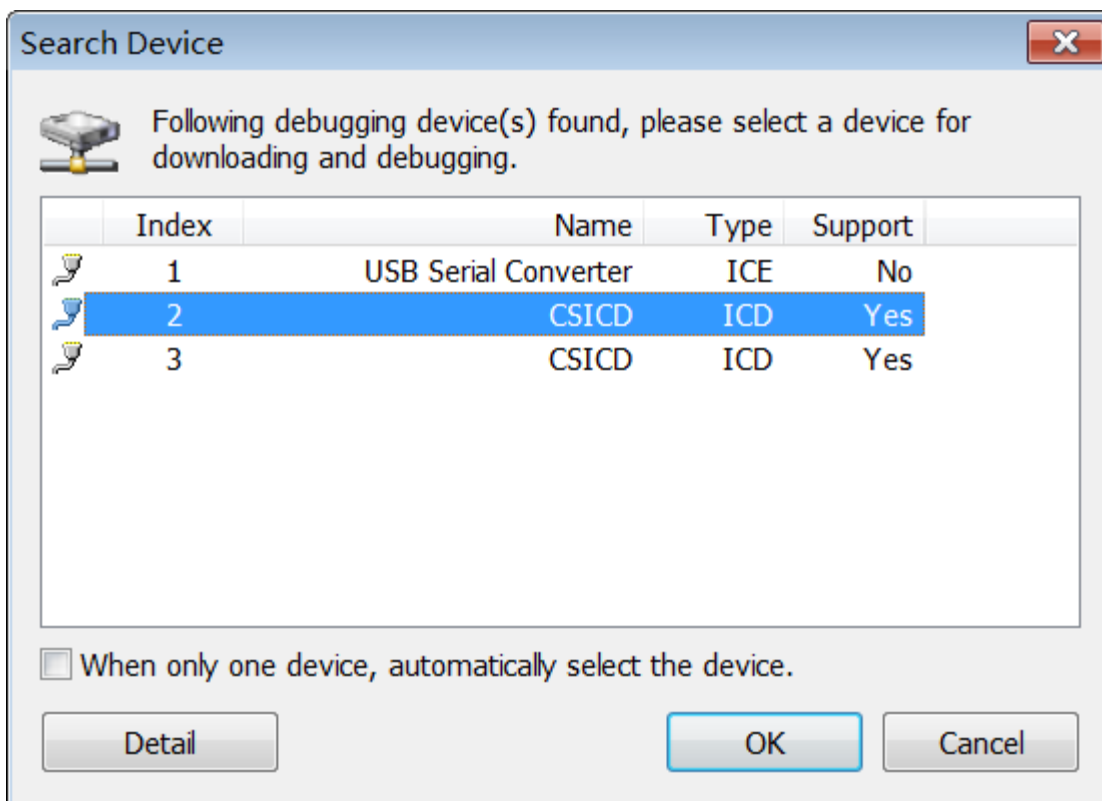 Search Device
Following debugging device(s) found, please select a device for
downloading and debugging.
Index Name Type Support
1 USB Serial Converter ICE No
2 CSICD ICD Yes
3 CSICD ICD Yes
When only one device, automatically select the device.
Detail OK Cancel